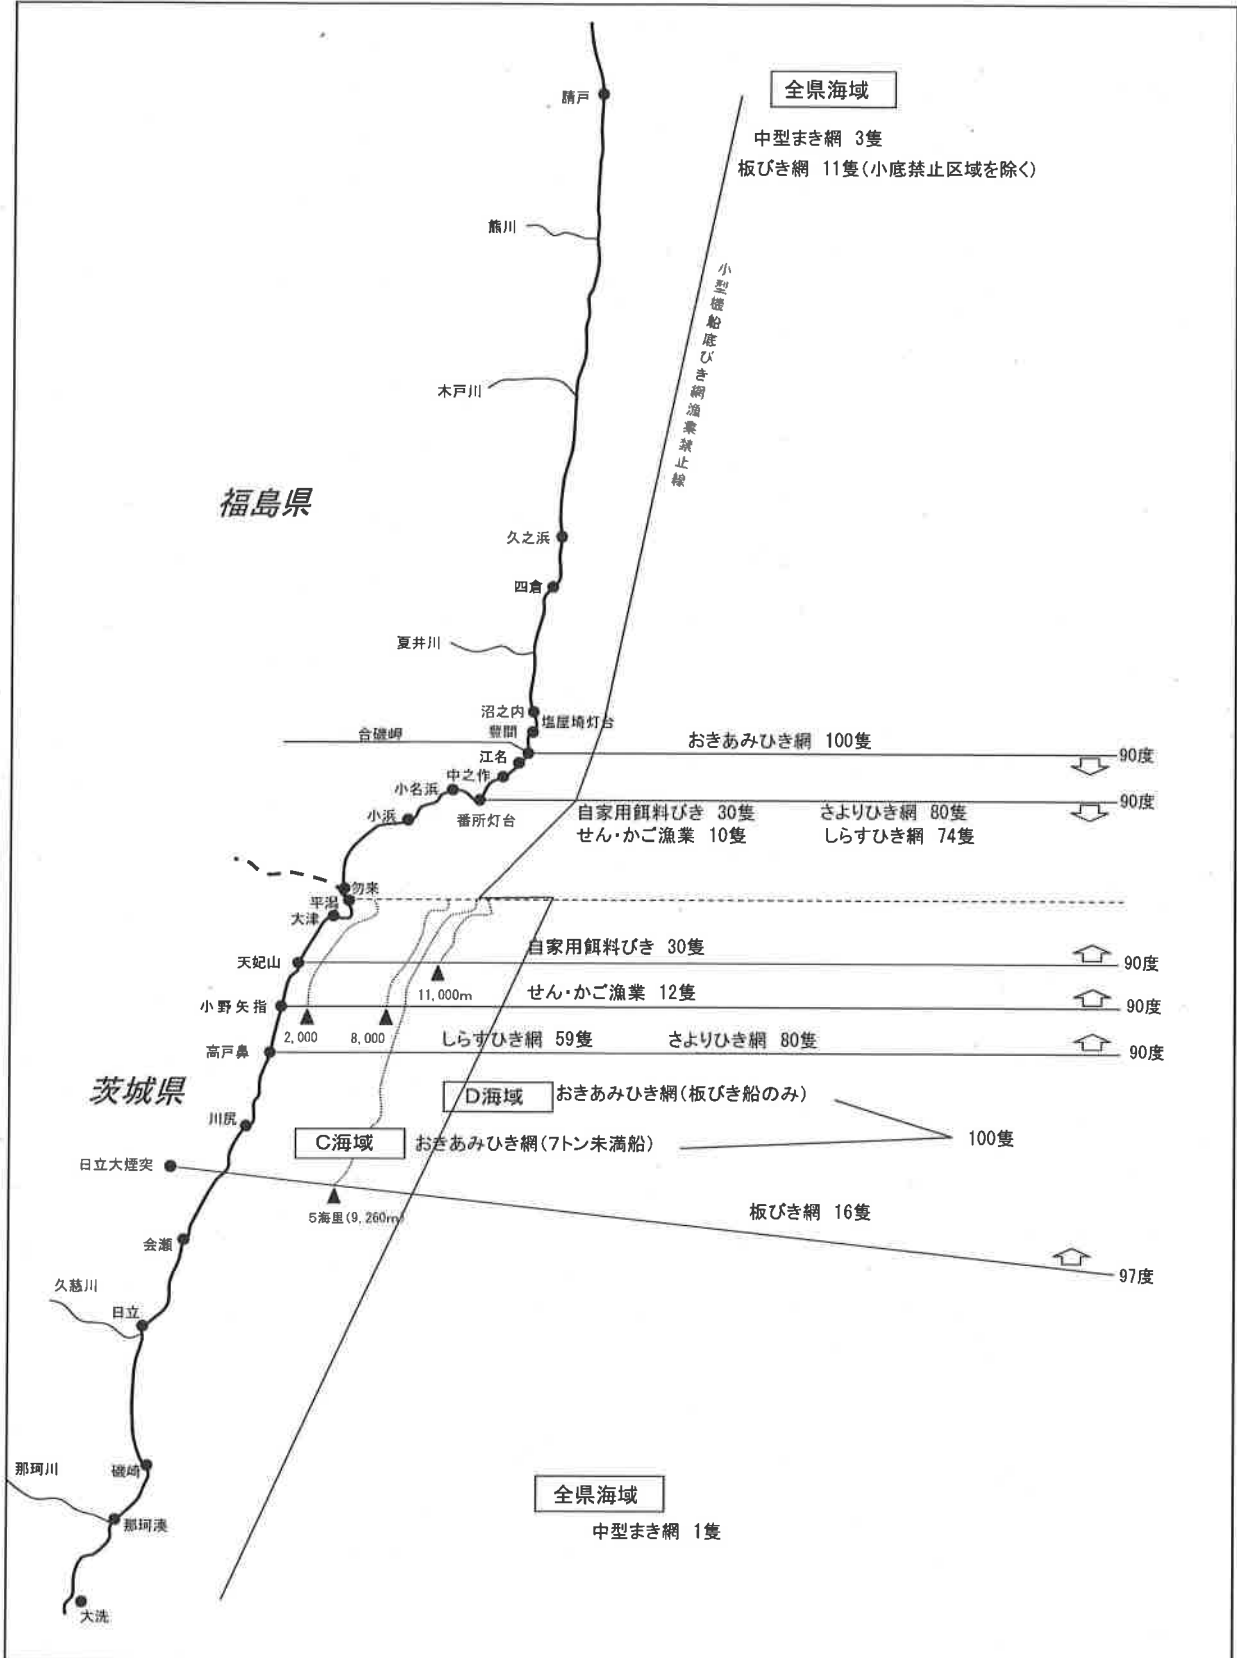 全県海域
請戸
中型まき網 3隻
板びき網 11隻(小底禁止区域を除く)
熊川
小型機船底びき網漁業禁止線
木戸川
福島県
久之浜
四倉
夏井川
沼之内
塩屋埼灯台
豊間
合磯岬
おきあみひき網 100隻
90度
江名
中之作
小名浜
90度
小浜
番所灯台
自家用餌料びき 30隻
さよりひき網 80隻
せん・かご漁業 10隻
しらすひき網 74隻
勿来
平潟
大津
自家用餌料びき 30隻
天妃山
90度
11,000m
せん・かご漁業 12隻
小野矢指
90度
2,000
8,000
しらすひき網 59隻
さよりひき網 80隻
高戸鼻
90度
茨城県
D海域
おきあみひき網(板びき船のみ)
川尻
C海域
おきあみひき網(7トン未満船)
100隻
日立大煙突
板びき網 16隻
5海里(9,260m)
会瀬
97度
久慈川
日立
那珂川
磯崎
全県海域
那珂湊
中型まき網 1隻
大洗